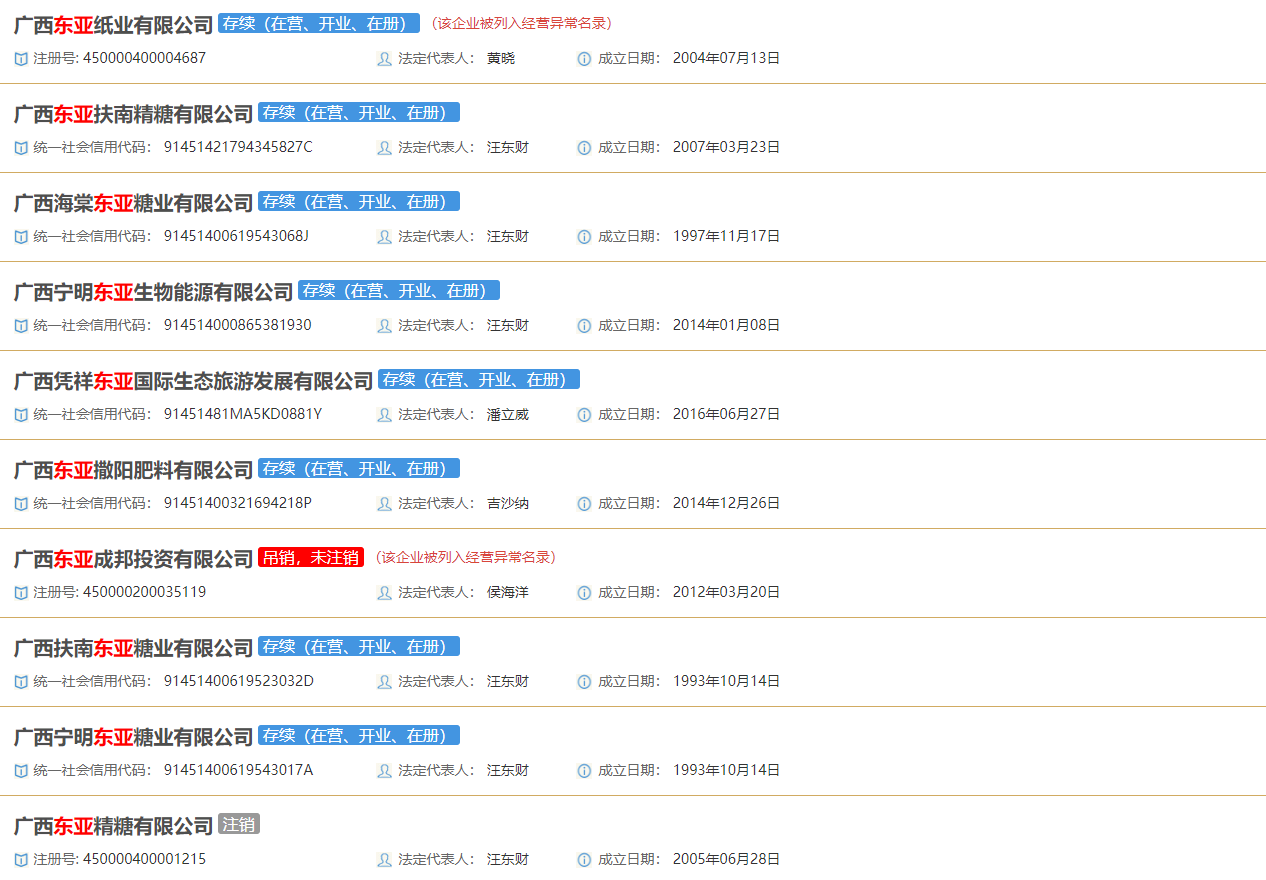 广西东亚纸业有限公司 存续（在营、开业、在册） （该企业被列入经营异常名录）
注册号: 450000400004687 法定代表人： 黄晓 成立日期： 2004年07月13日
广西东亚扶南精糖有限公司 存续（在营、开业、在册）
统一社会信用代码： 91451421794345827C 法定代表人： 汪东财 成立日期： 2007年03月23日
广西海棠东亚糖业有限公司 存续（在营、开业、在册）
统一社会信用代码： 91451400619543068J 法定代表人： 汪东财 成立日期： 1997年11月17日
广西宁明东亚生物能源有限公司 存续（在营、开业、在册）
统一社会信用代码： 914514000865381930 法定代表人： 汪东财 成立日期： 2014年01月08日
广西凭祥东亚国际生态旅游发展有限公司 存续（在营、开业、在册）
统一社会信用代码： 91451481MA5KD0881Y 法定代表人： 潘立威 成立日期： 2016年06月27日
广西东亚撒阳肥料有限公司 存续（在营、开业、在册）
统一社会信用代码： 91451400321694218P 法定代表人： 吉沙纳 成立日期： 2014年12月26日
广西东亚成邦投资有限公司 吊销，未注销 （该企业被列入经营异常名录）
注册号: 450000200035119 法定代表人： 侯海洋 成立日期： 2012年03月20日
广西扶南东亚糖业有限公司 存续（在营、开业、在册）
统一社会信用代码： 91451400619523032D 法定代表人： 汪东财 成立日期： 1993年10月14日
广西宁明东亚糖业有限公司 存续（在营、开业、在册）
统一社会信用代码： 91451400619543017A 法定代表人： 汪东财 成立日期： 1993年10月14日
广西东亚精糖有限公司 注销
注册号: 450000400001215 法定代表人： 汪东财 成立日期： 2005年06月28日